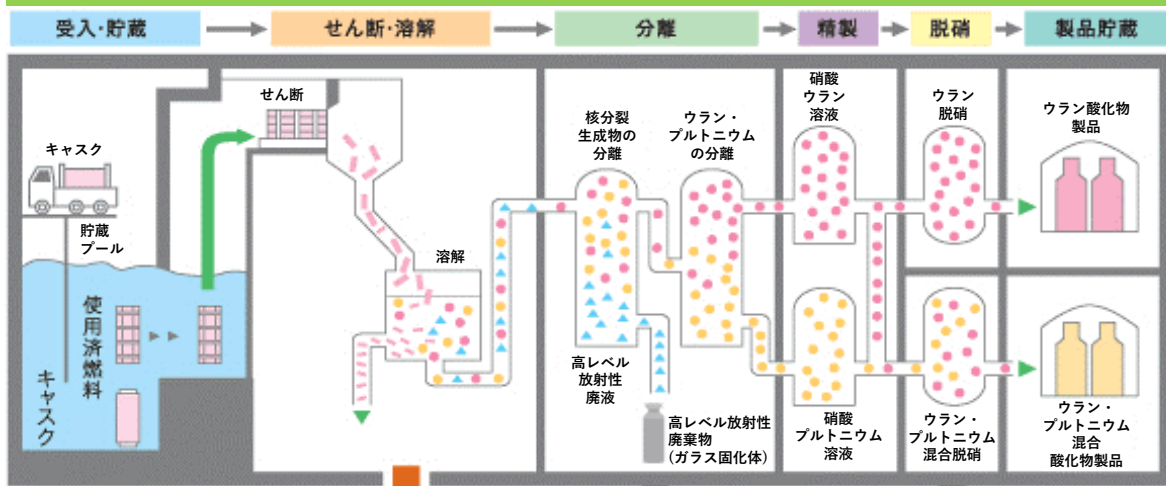 受入・貯蔵
せん断・溶解
分離
精製
脱硝
製品貯蔵
キャスク
貯蔵
プール
使用済燃料
キャスク
せん断
溶解
核分裂
生成物の
分離
高レベル
放射性
廃液
高レベル放射性
廃棄物
(ガラス固化体)
ウラン・
プルトニウム
の分離
硝酸
ウラン
溶液
硝酸
プルトニウム
溶液
ウラン
脱硝
ウラン・
プルトニウム
混合脱硝
ウラン酸化物
製品
ウラン・
プルトニウム
混合
酸化物製品